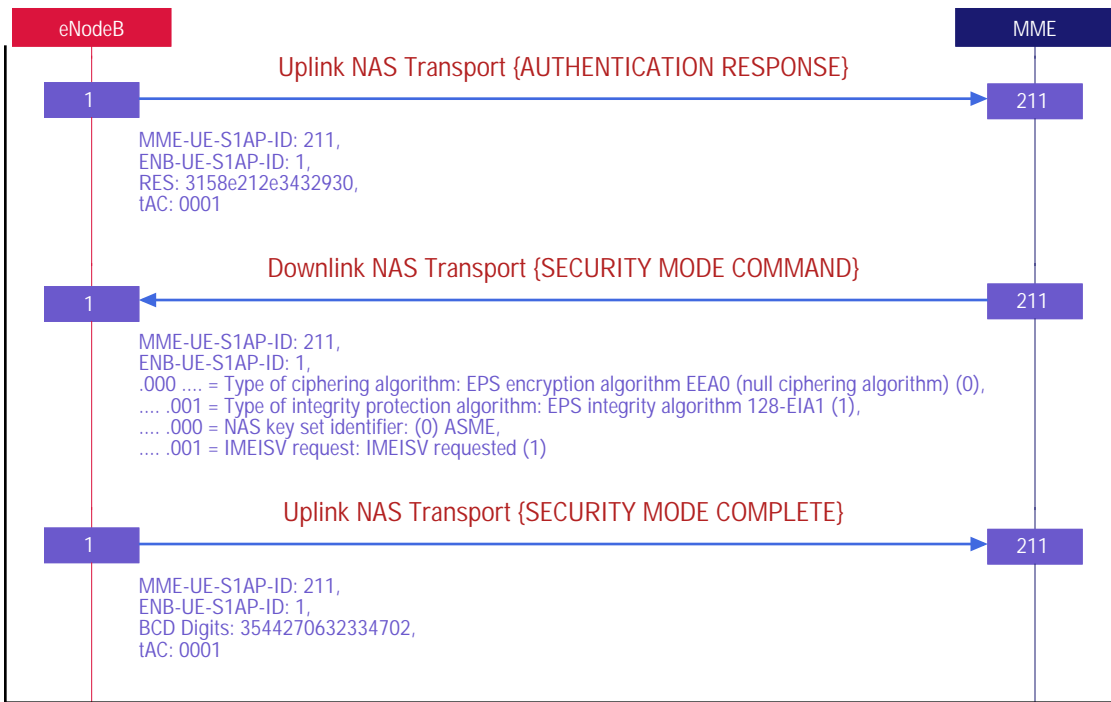 eNodeB
MME
Uplink NAS Transport {AUTHENTICATION RESPONSE}
1
211
MME-UE-S1AP-ID: 211,
ENB-UE-S1AP-ID: 1,
RES: 3158e212e3432930,
tAC: 0001
Downlink NAS Transport {SECURITY MODE COMMAND}
1
211
MME-UE-S1AP-ID: 211,
ENB-UE-S1AP-ID: 1,
.000 .... = Type of ciphering algorithm: EPS encryption algorithm EEA0 (null ciphering algorithm) (0),
.... .001 = Type of integrity protection algorithm: EPS integrity algorithm 128-EIA1 (1),
.... .000 = NAS key set identifier: (0) ASME,
.... .001 = IMEISV request: IMEISV requested (1)
Uplink NAS Transport {SECURITY MODE COMPLETE}
1
211
MME-UE-S1AP-ID: 211,
ENB-UE-S1AP-ID: 1,
BCD Digits: 3544270632334702,
tAC: 0001